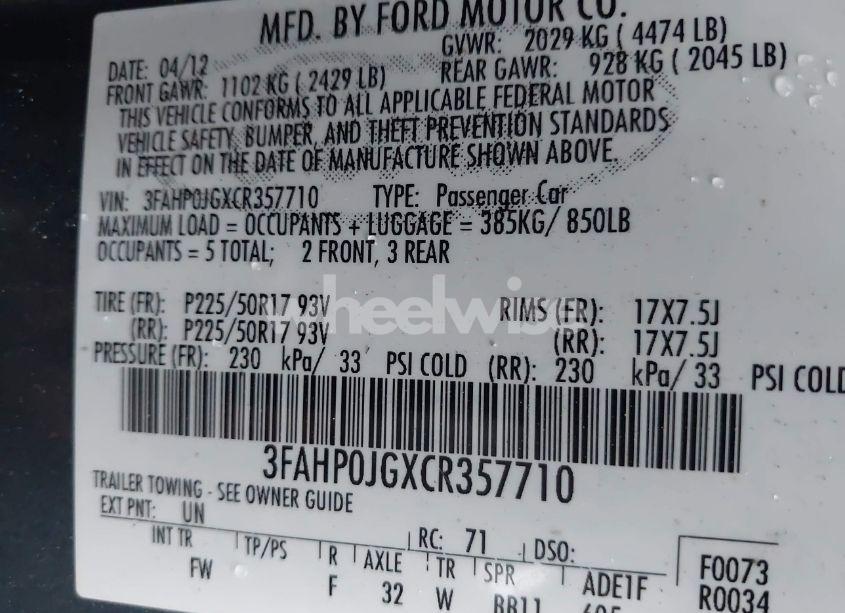 MFD. BY FORD MOTOR CO.
DATE: 04/12 GVWR: 2029 KG ( 4474 LB)
FRONT GAWR: 1102 KG ( 2429 LB) REAR GAWR: 928 KG ( 2045 LB)
THIS VEHICLE CONFORMS TO ALL APPLICABLE FEDERAL MOTOR
VEHICLE SAFETY, BUMPER, AND THEFT PREVENTION STANDARDS
IN EFFECT ON THE DATE OF MANUFACTURE SHOWN ABOVE.
VIN: 3FAHP0JGXCR357710 TYPE: Passenger Car
MAXIMUM LOAD = OCCUPANTS + LUGGAGE = 385KG/ 850LB
OCCUPANTS = 5 TOTAL; 2 FRONT, 3 REAR
wheelwise
TIRE (FR): P225/50R17 93V RIMS (FR): 17X7.5J
(RR): P225/50R17 93V (RR): 17X7.5J
PRESSURE (FR): 230 kPa/ 33 PSI COLD (RR): 230 kPa/ 33 PSI COLD
3FAHP0JGXCR357710
TRAILER TOWING - SEE OWNER GUIDE
EXT PNT: UN RC: 71 DSO: F0073
INT TR TP/PS R AXLE TR SPR ADE1F R0034
FW F 32 W BB11